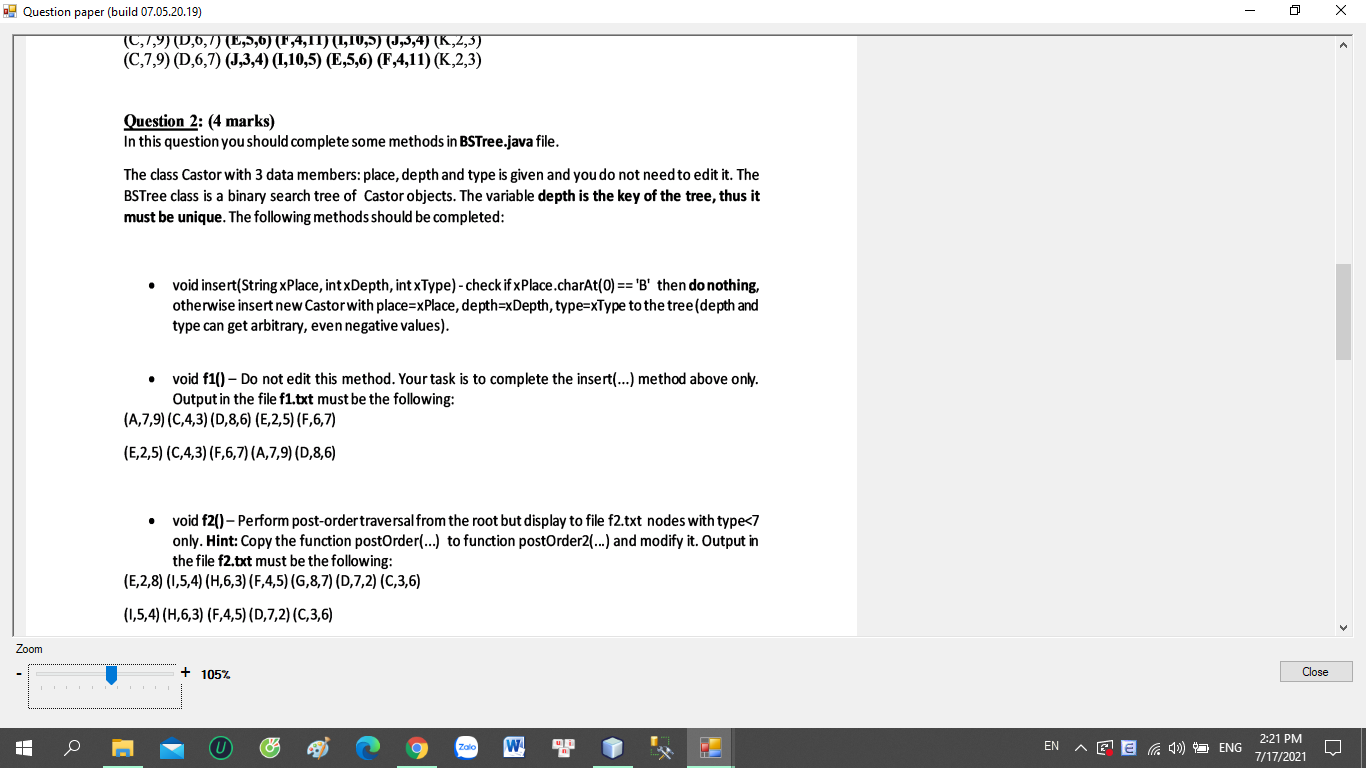 Question paper (build 07.05.20.19)
(C,7,9) (D,6,7) (E,5,6) (F,4,11) (I,10,5) (J,3,4) (K,2,3)
(C,7,9) (D,6,7) (J,3,4) (I,10,5) (E,5,6) (F,4,11) (K,2,3)
Question 2: (4 marks)
In this question you should complete some methods in BSTree.java file.
The class Castor with 3 data members: place, depth and type is given and you do not need to edit it. The
BSTree class is a binary search tree of Castor objects. The variable depth is the key of the tree, thus it
must be unique. The following methods should be completed:
• void insert(String xPlace, int xDepth, int xType) - check if xPlace.charAt(0) == 'B' then do nothing,
otherwise insert new Castor with place=xPlace, depth=xDepth, type=xType to the tree (depth and
type can get arbitrary, even negative values).
• void f1() – Do not edit this method. Your task is to complete the insert(...) method above only.
Output in the file f1.txt must be the following:
(A,7,9) (C,4,3) (D,8,6) (E,2,5) (F,6,7)
(E,2,5) (C,4,3) (F,6,7) (A,7,9) (D,8,6)
• void f2() – Perform post-order traversal from the root but display to file f2.txt nodes with type<7
only. Hint: Copy the function postOrder(...) to function postOrder2(...) and modify it. Output in
the file f2.txt must be the following:
(E,2,8) (I,5,4) (H,6,3) (F,4,5) (G,8,7) (D,7,2) (C,3,6)
(I,5,4) (H,6,3) (F,4,5) (D,7,2) (C,3,6)
Zoom
- + 105%
Close
Zalo
EN
ENG
2:21 PM
7/17/2021